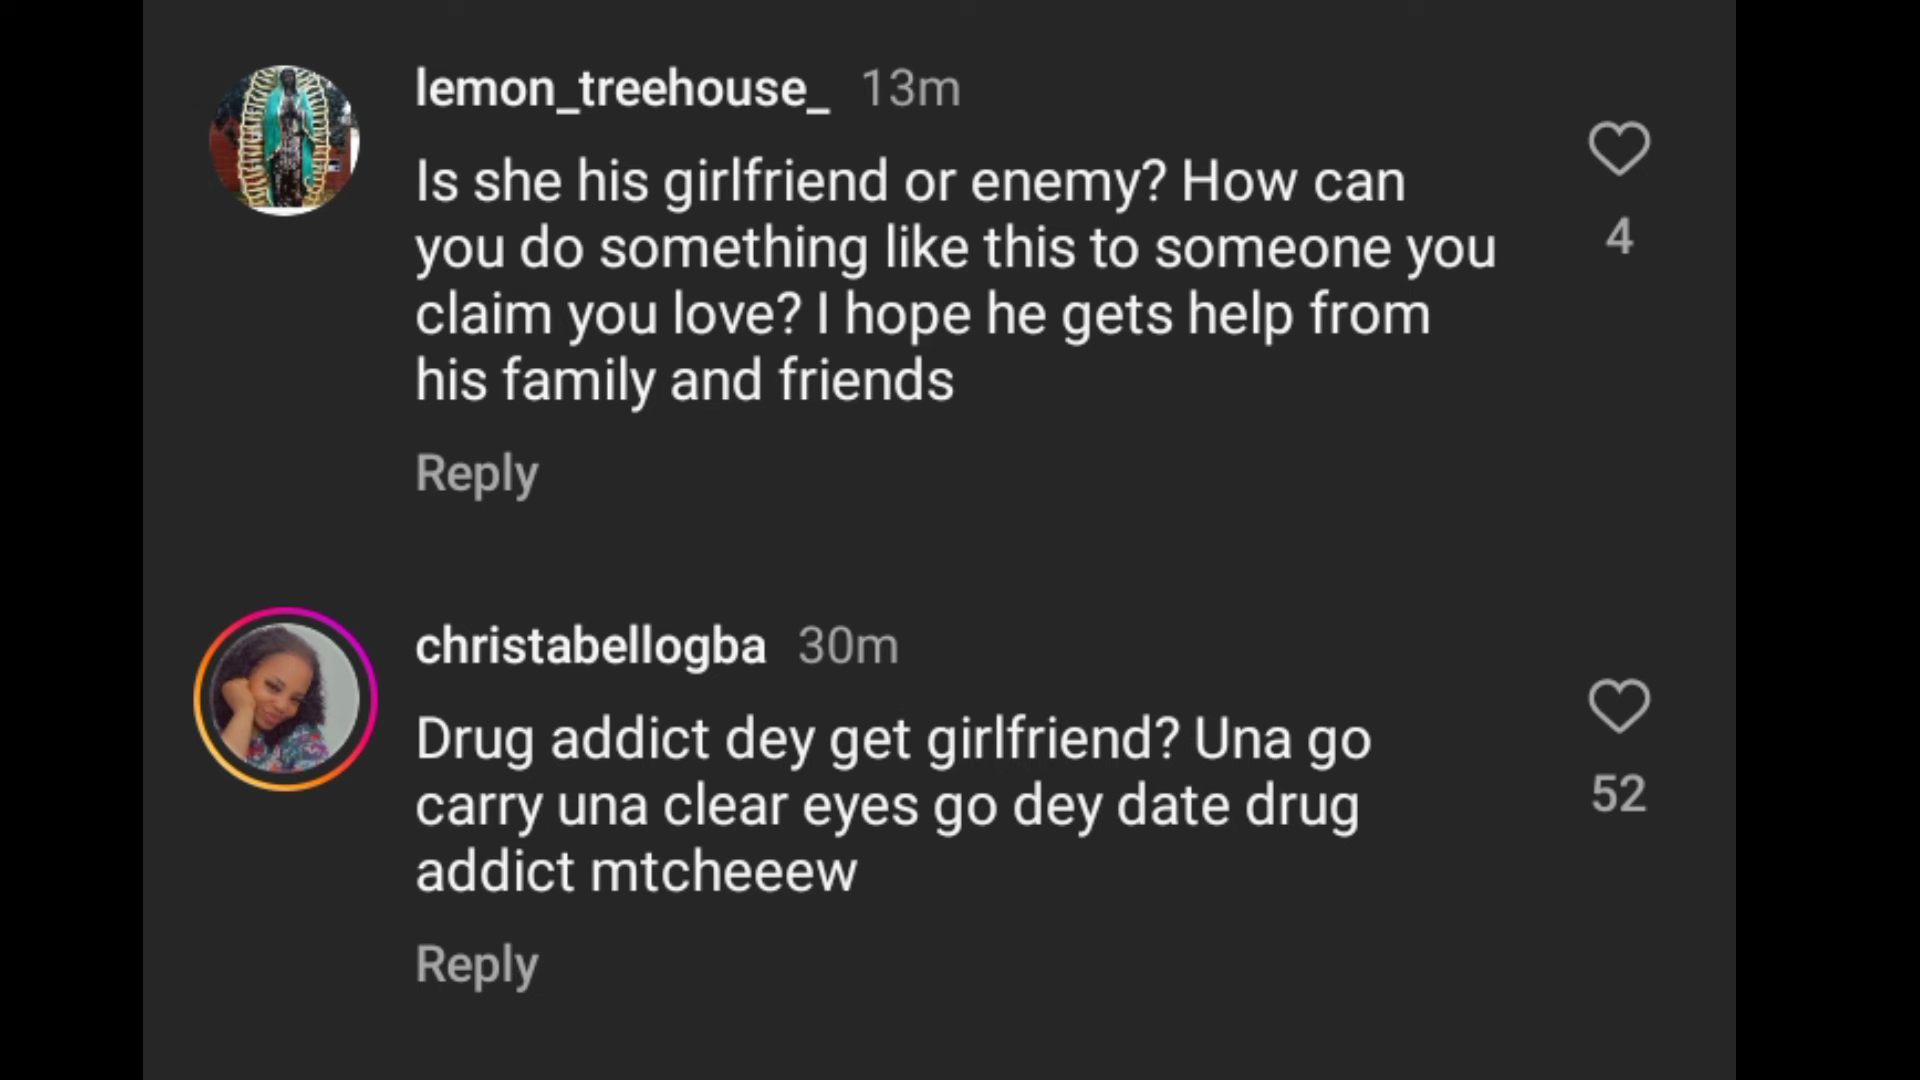 lemon_treehouse_ 13m
Is she his girlfriend or enemy? How can
you do something like this to someone you
claim you love? I hope he gets help from
his family and friends
4
Reply
christabellogba 30m
Drug addict dey get girlfriend? Una go
carry una clear eyes go dey date drug
addict mtcheeeew
52
Reply